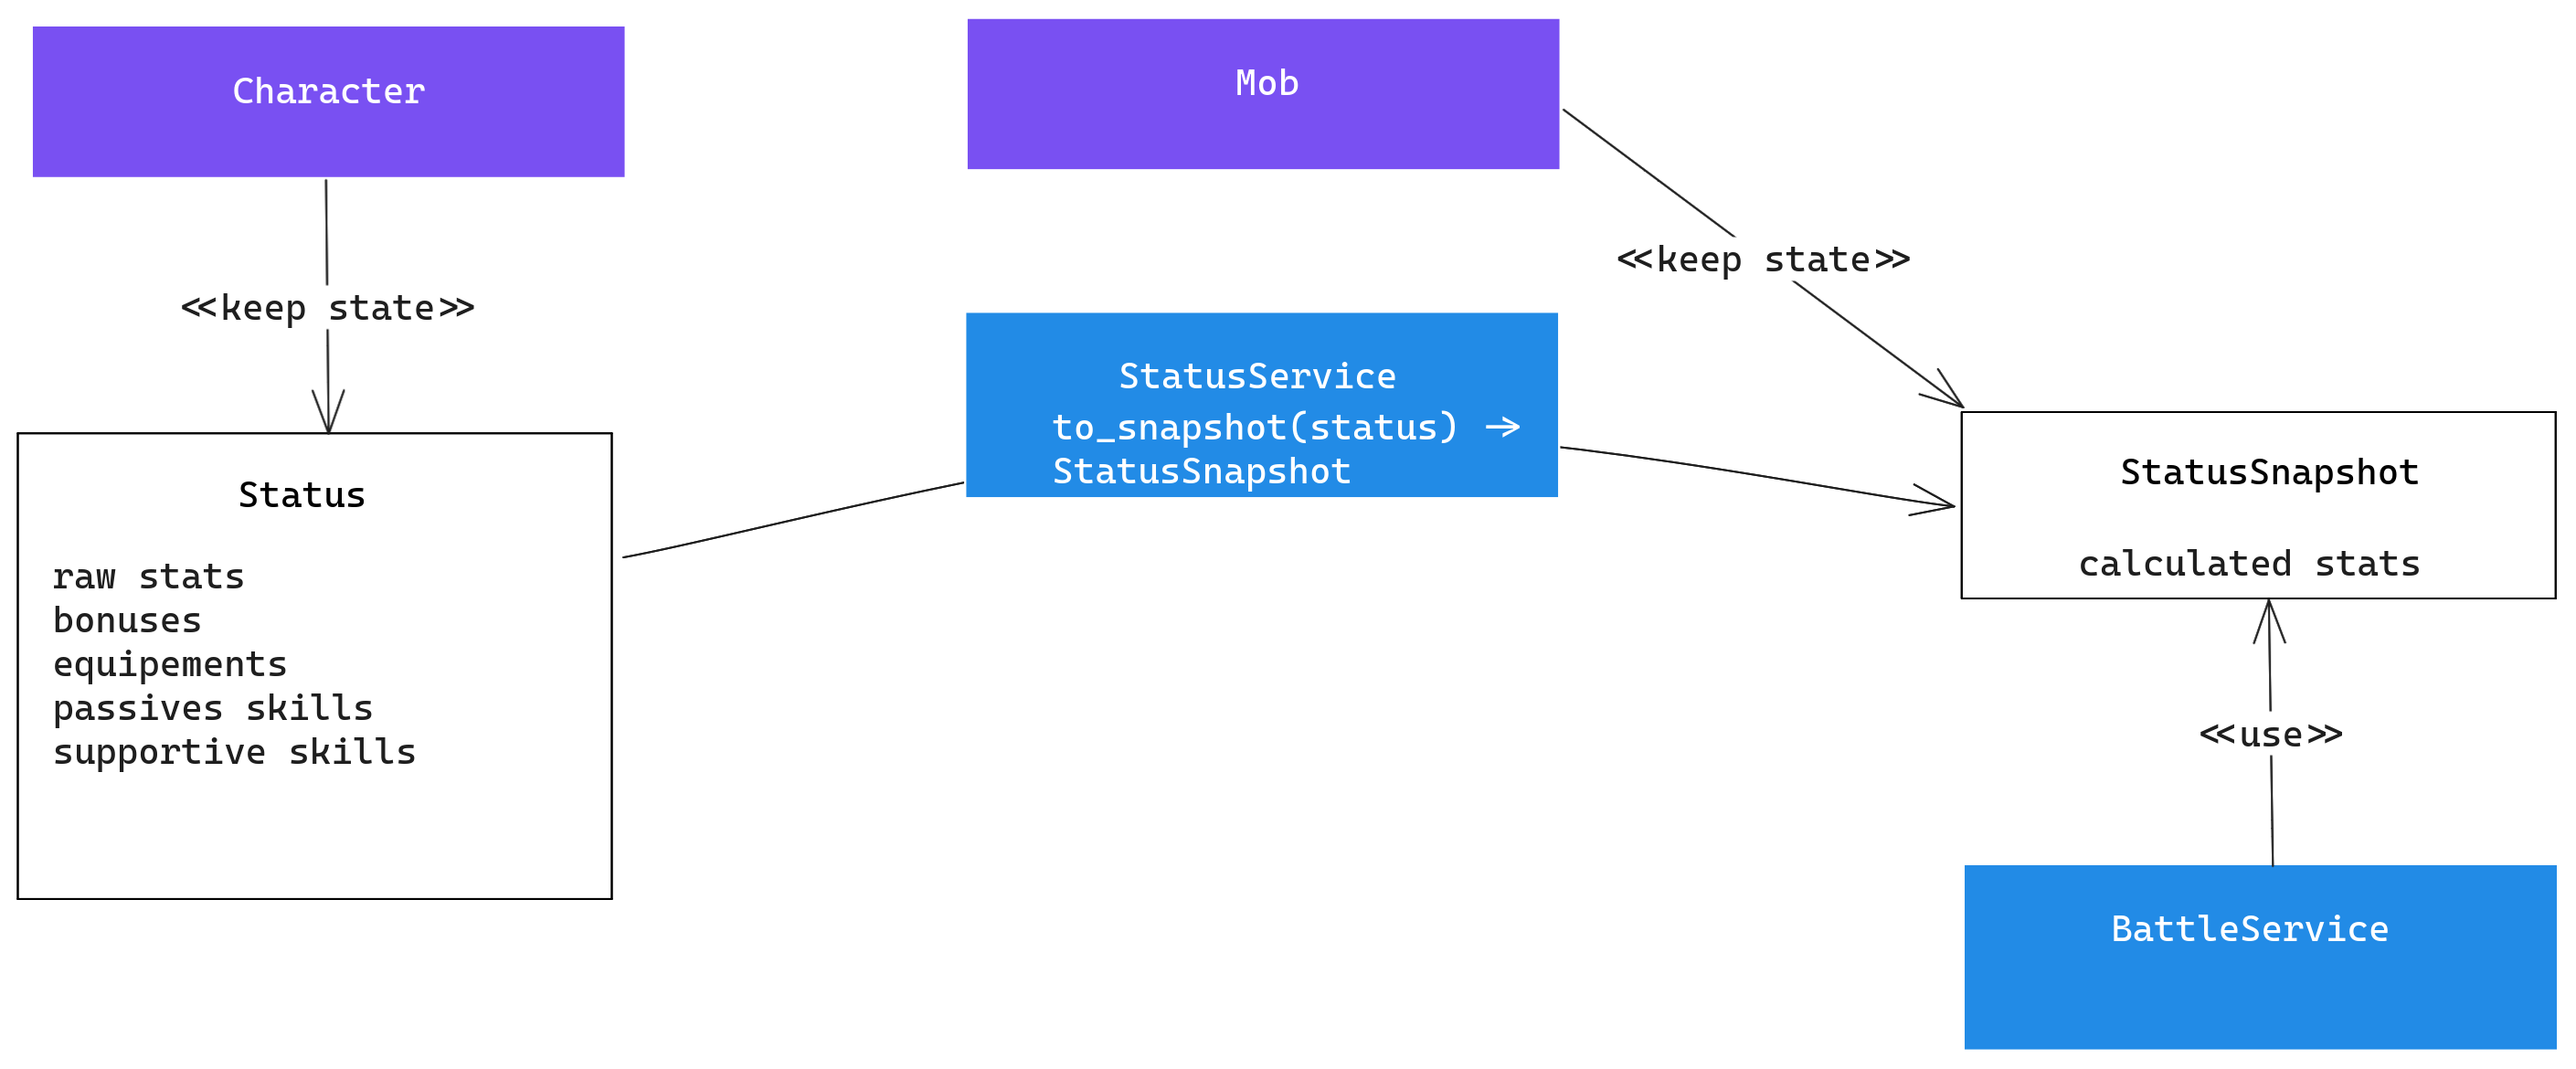 Character
Mob
<<keep state>>
<<keep state>>
StatusService
to_snapshot(status) ->
StatusSnapshot
Status
raw stats
bonuses
equipements
passives skills
supportive skills
StatusSnapshot
calculated stats
<<use>>
BattleService